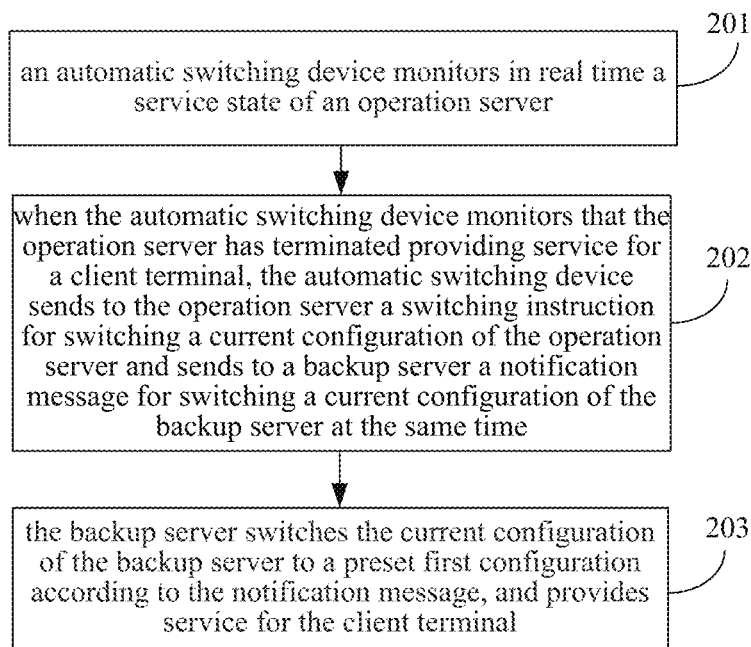 201
an automatic switching device monitors in real time a
service state of an operation server
when the automatic switching device monitors that the
operation server has terminated providing service for
a client terminal, the automatic switching device
sends to the operation server a switching instruction
for switching a current configuration of the operation
server and sends to a backup server a notification
message for switching a current configuration of the
backup server at the same time
202
the backup server switches the current configuration
of the backup server to a preset first configuration
according to the notification message, and provides
service for the client terminal
203